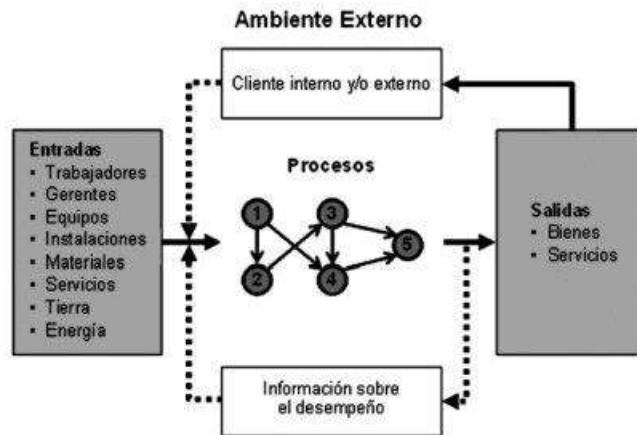 Ambiente Externo
Cliente interno y/o externo
Entradas
▪ Trabajadores
▪ Gerentes
▪ Equipos
▪ Instalaciones
▪ Materiales
▪ Servicios
▪ Tierra
▪ Energía
Procesos
1
3
5
2
4
Salidas
▪ Bienes
▪ Servicios
Información sobre
el desempeño